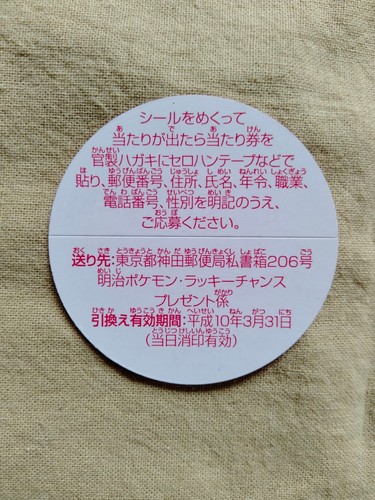 シールをめくって
当たりが出たら当たり券を
官製ハガキにセロハンテープなどで
貼り、郵便番号、住所、氏名、年令、職業、
電話番号、性別を明記のうえ、
ご応募ください。
送り先:東京都神田郵便局私書箱206号
明治ポケモン・ラッキーチャンス
プレゼント係
引換え有効期間:平成10年3月31日
(当日消印有効)